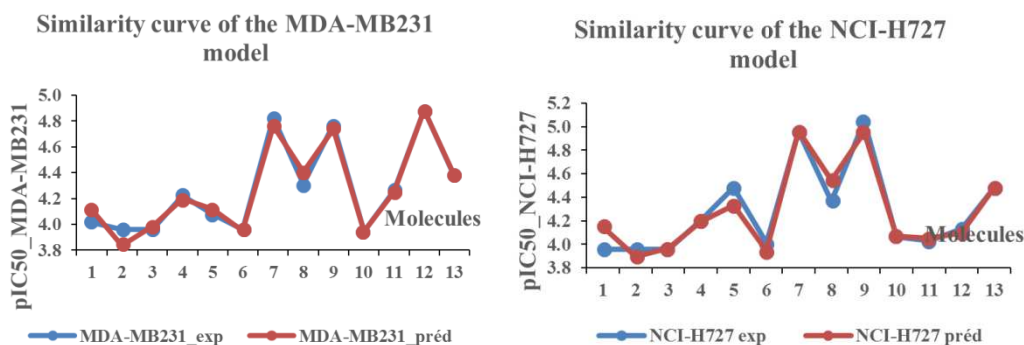 Similarity curve of the MDA-MB231
model
pIC50_MDA-MB231
5.0
4.8
4.6
4.4
4.2
4.0
3.8
Molecules
1 2 3 4 5 6 7 8 9 10 11 12 13
MDA-MB231_exp MDA-MB231_préd
Similarity curve of the NCI-H727
model
pIC50_NCI-H727
5.2
5.0
4.8
4.6
4.4
4.2
4.0
3.8
Molecules
1 2 3 4 5 6 7 8 9 10 11 12 13
NCI-H727 exp NCI-H727 préd